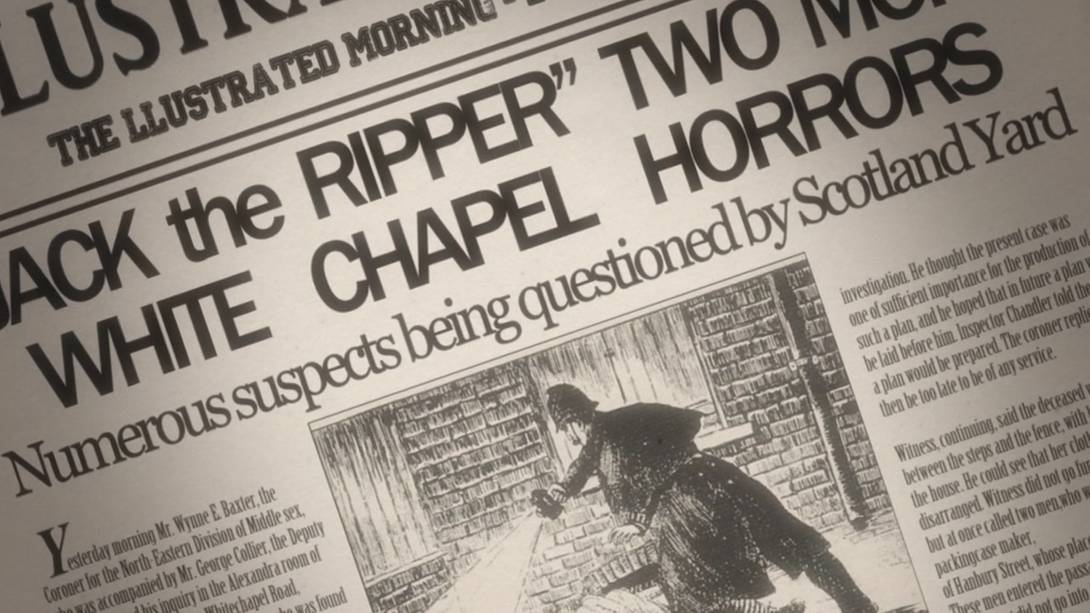 LUSTRA
THE LLUSTRATED MORNING
JACK the RIPPER” TWO MO
WHITE CHAPEL HORRORS
Numerous suspects being questioned by Scotland Yard
Yesterday morning Mr. Wynne E. Baxter, the
Coroner for the North-Eastern Division of Middle sex,
he was accompanied by Mr. George Collier, the Deputy
his inquiry in the Alexandra room of
Whitechapel Road,
he was found
investigation. He thought the present case was
one of sufficient importance for the production of
such a plan, and he hoped that in future a plan
be laid before him. Inspector Chandler told the
a plan would be prepared. The coroner
then be too late to be of any service.
Witness, continuing, said the deceased
between the steps and the fence, with
the house. He could see that her
disarranged. Witness did not go
but at once called two men, who
packingcase maker,
of Hanbury Street, whose
men entered the